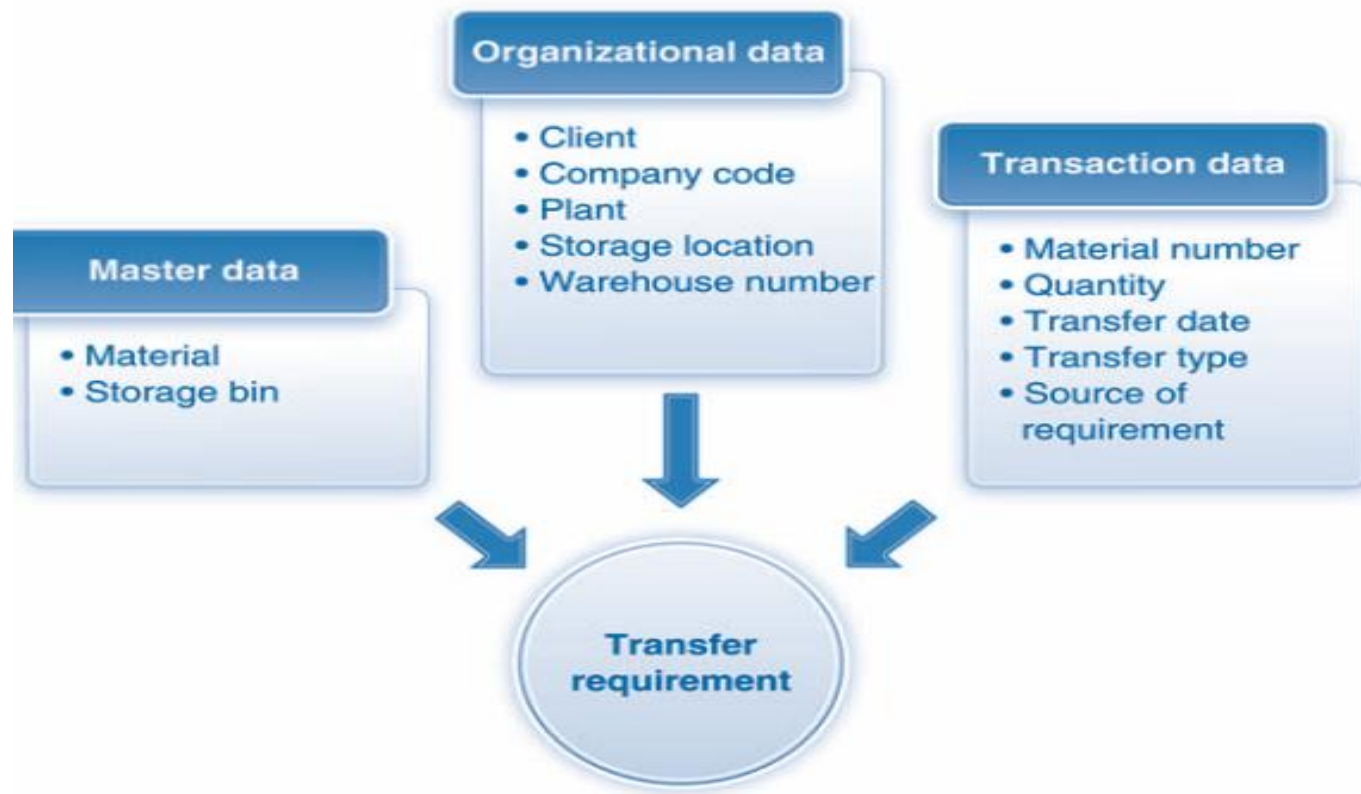 Organizational data
• Client
• Company code
• Plant
• Storage location
• Warehouse number
Transaction data
• Material number
• Quantity
• Transfer date
• Transfer type
• Source of
requirement
Master data
• Material
• Storage bin
Transfer
requirement